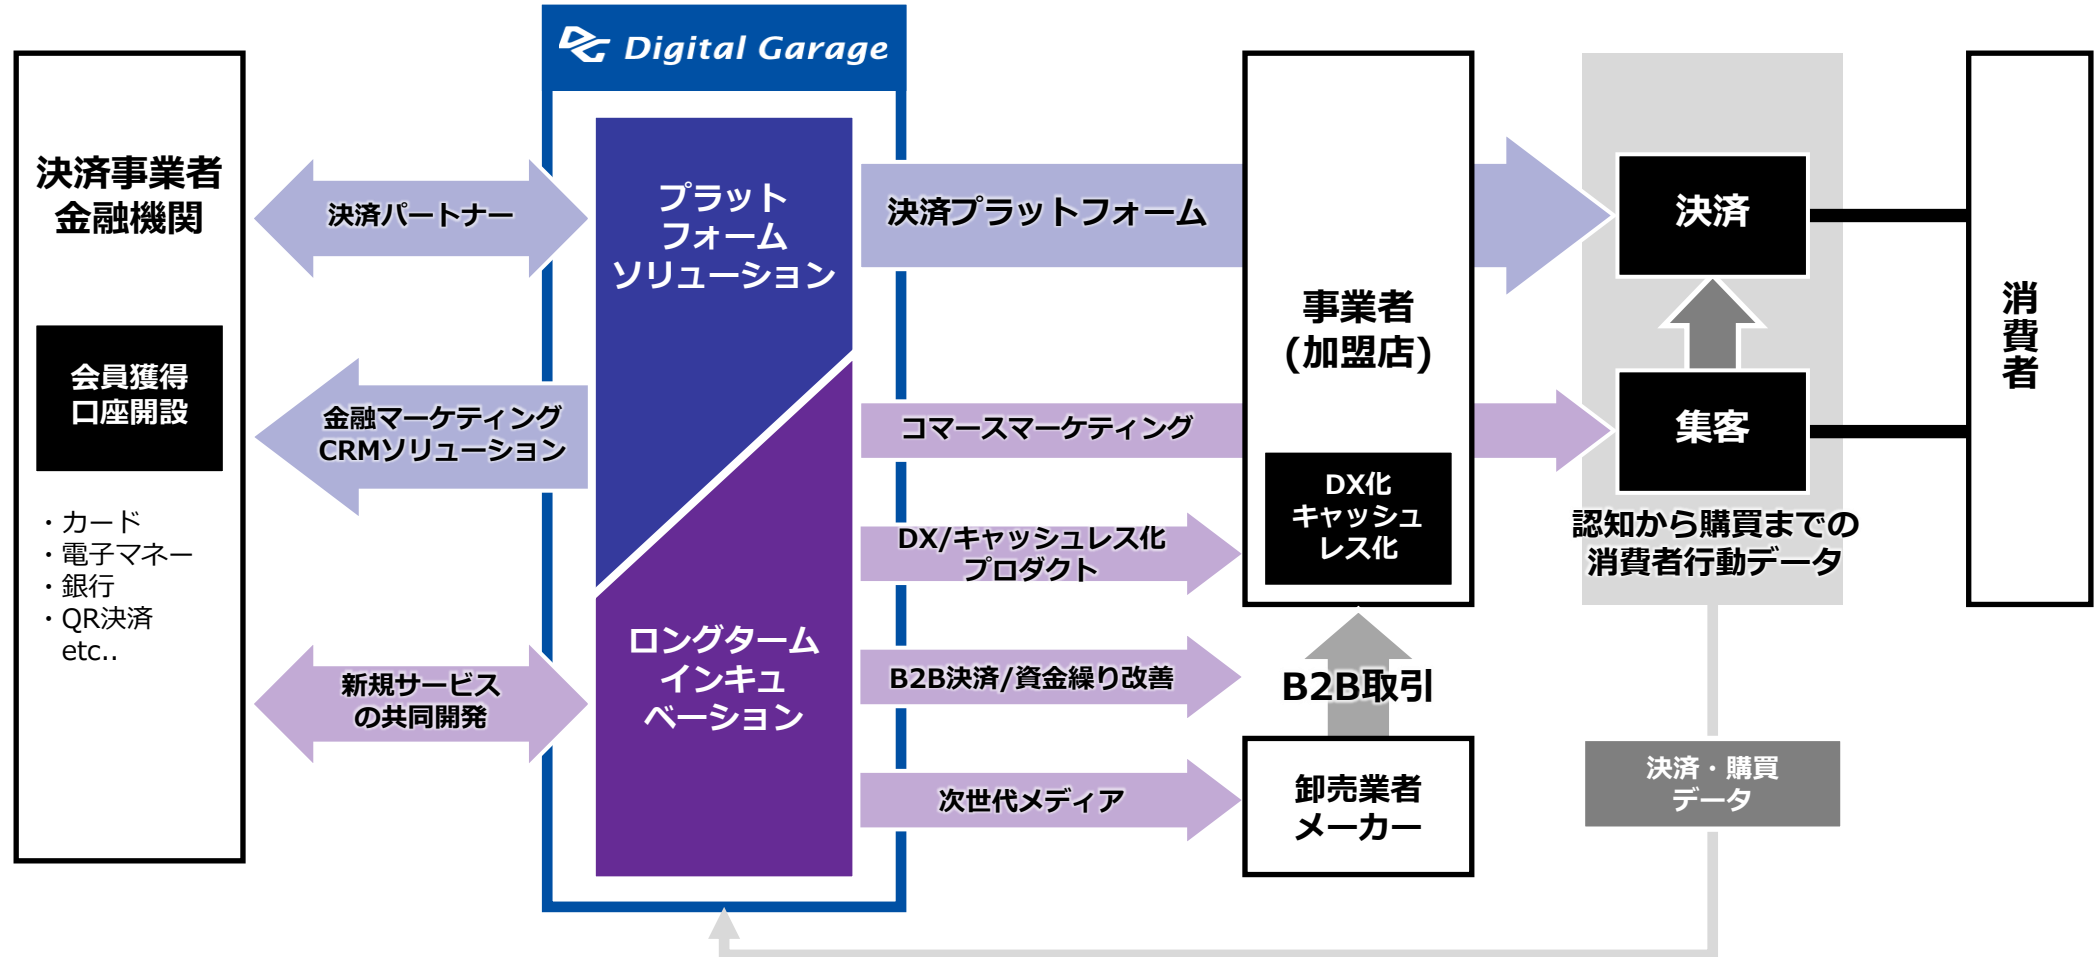 Digital Garage
決済事業者
金融機関
会員獲得
口座開設
・カード
・電子マネー
・銀行
・QR決済
etc..
決済パートナー
金融マーケティング
CRMソリューション
新規サービス
の共同開発
プラット
フォーム
ソリューション
ロングターム
インキュ
ベーション
決済プラットフォーム
コマースマーケティング
DX/キャッシュレス化
プロダクト
B2B決済/資金繰り改善
次世代メディア
事業者
(加盟店)
DX化
キャッシュ
レス化
B2B取引
卸売業者
メーカー
決済
集客
認知から購買までの
消費者行動データ
決済・購買
データ
消費者